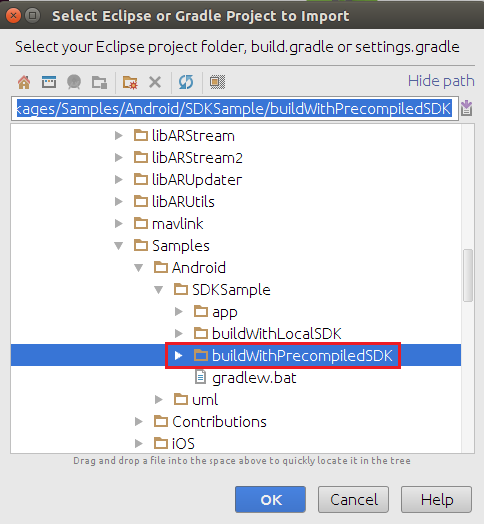 Select Eclipse or Gradle Project to Import
Select your Eclipse project folder, build.gradle or settings.gradle
Hide path
kages/Samples/Android/SDKSample/buildWithPrecompiledSDK
libARStream
libARStream2
libARUpdater
libARUtils
mavlink
Samples
Android
SDKSample
app
buildWithLocalSDK
buildWithPrecompiledSDK
gradlew.bat
uml
Contributions
iOS
Drag and drop a file into the space above to quickly locate it in the tree
OK
Cancel
Help